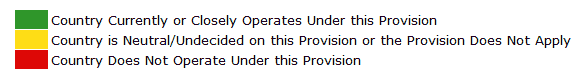 Country Currently or Closely Operates Under this Provision
Country is Neutral/Undecided on this Provision or the Provision Does Not Apply
Country Does Not Operate Under this Provision